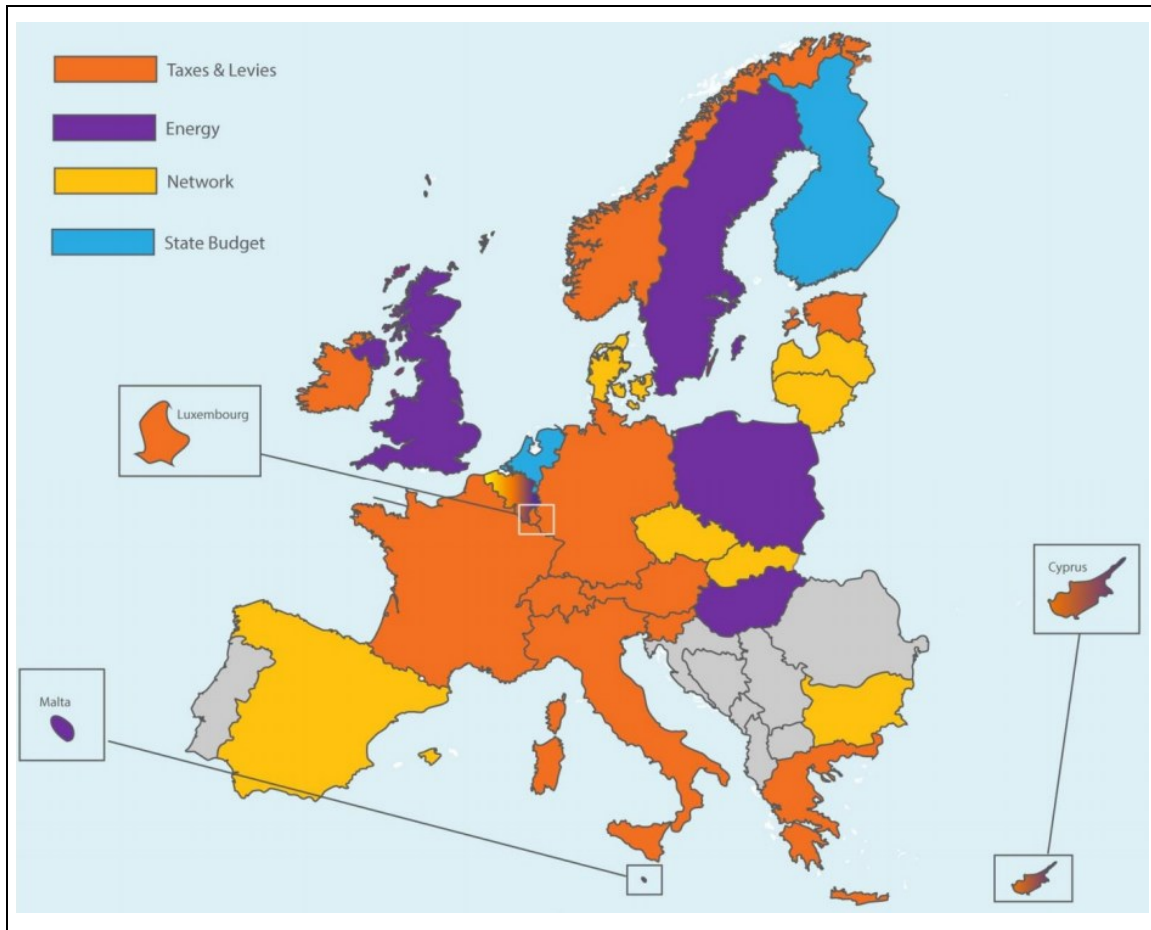 Taxes & Levies
Energy
Network
State Budget
Luxembourg
Cyprus
Malta